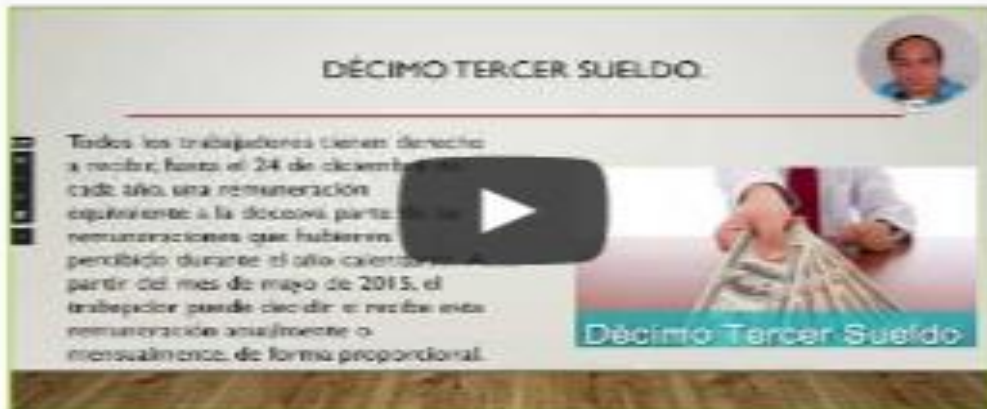 DÉCIMO TERCER SUELDO.
Todos los trabajadores tienen derecho
a recibir, hasta el 24 de diciembre
cada año, una remuneración
equivalente a la doceava parte
remuneraciones que hubieren
percibido durante el año
partir del mes de mayo de 2015, el
trabajador puede decidir si recibe esta
remuneración anualmente o
mensualmente, de forma proporcional.
Décimo Tercer Sueldo